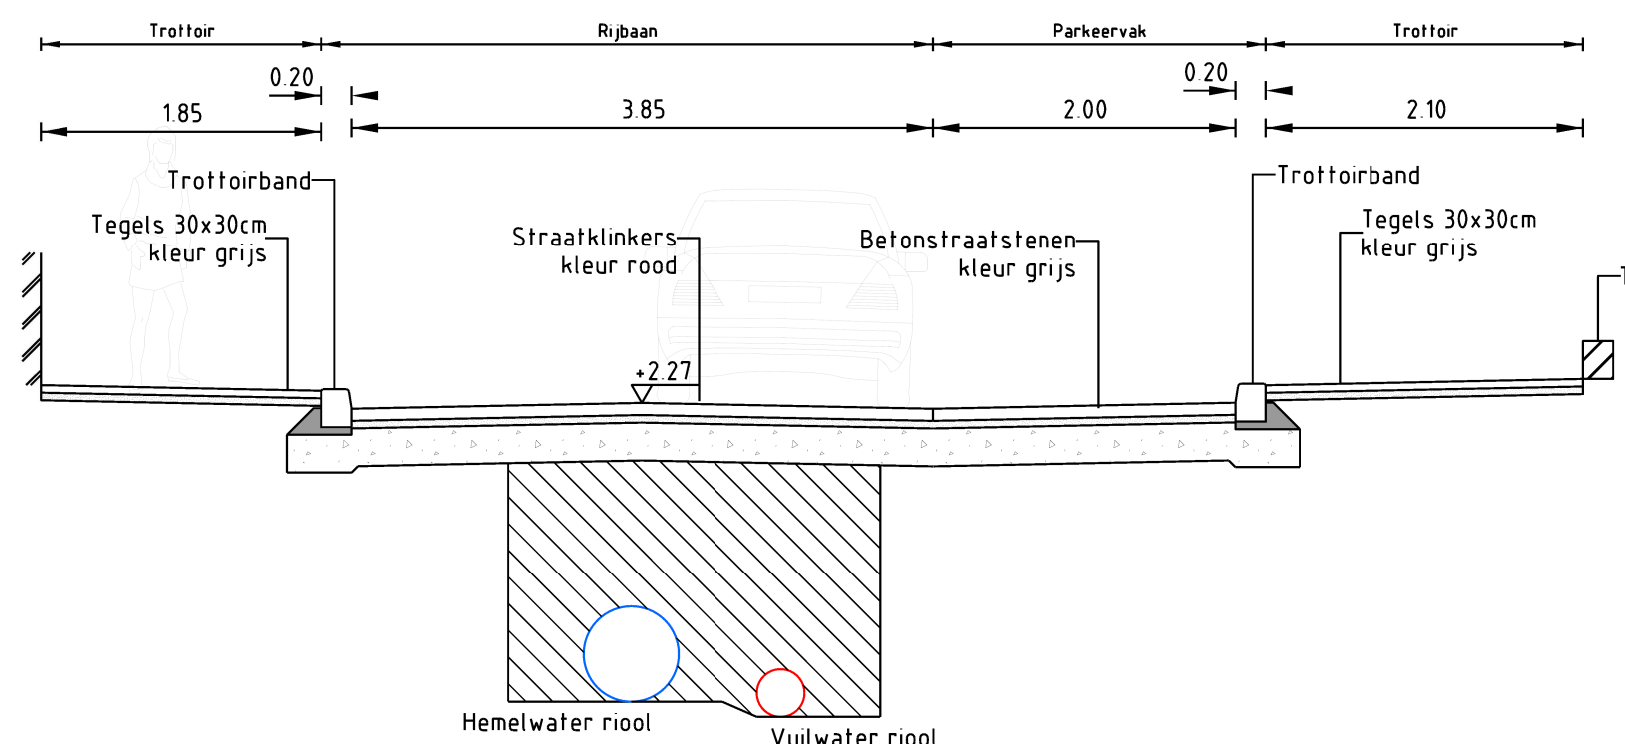 Trottoir
Rijbaan
Parkeervak
Trottoir
0.20
0.20
1.85
3.85
2.00
2.10
Trottoirband
Trottoirband
Tegels 30x30cm
kleur grijs
Straatklinkers
kleur rood
Betonstraatstenen
kleur grijs
Tegels 30x30cm
kleur grijs
+2.27
Hemelwater riool
Vuilwater riool